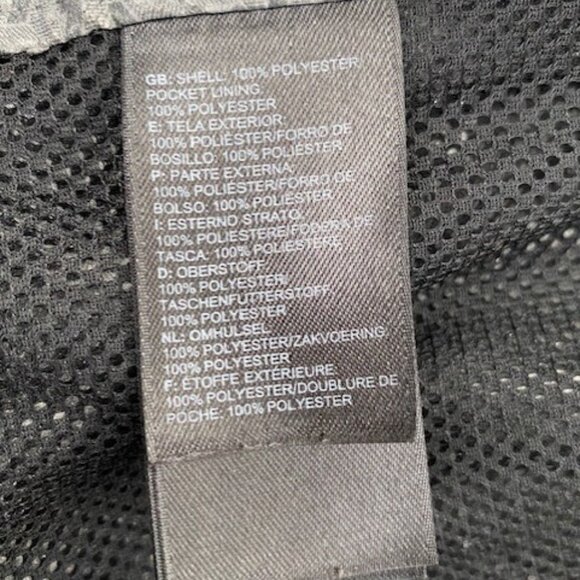 GB: SHELL: 100% POLYESTER
POCKET LINING:
100% POLYESTER
E: TELA EXTERIOR:
100% POLIÉSTER/FORRO DE
BOSILLO: 100% POLIÉSTER
P: PARTE EXTERNA:
100% POLIÉSTER/FORRO DE
BOLSO: 100% POLIÉSTER
I: ESTERNO STRATO:
100% POLIESTERE/FODERA DI
TASCA: 100% POLIESTERE
D: OBERSTOFF
100% POLYESTER,
TASCHENFUTTERSTOFF
100% POLYESTER
NL: OMHULSEL
100% POLYESTER/ZAKVOERING
100% POLYESTER
F: ÉTOFFE EXTÉRIEURE:
100% POLYESTER/DOUBLURE DE
POCHE: 100% POLYESTER